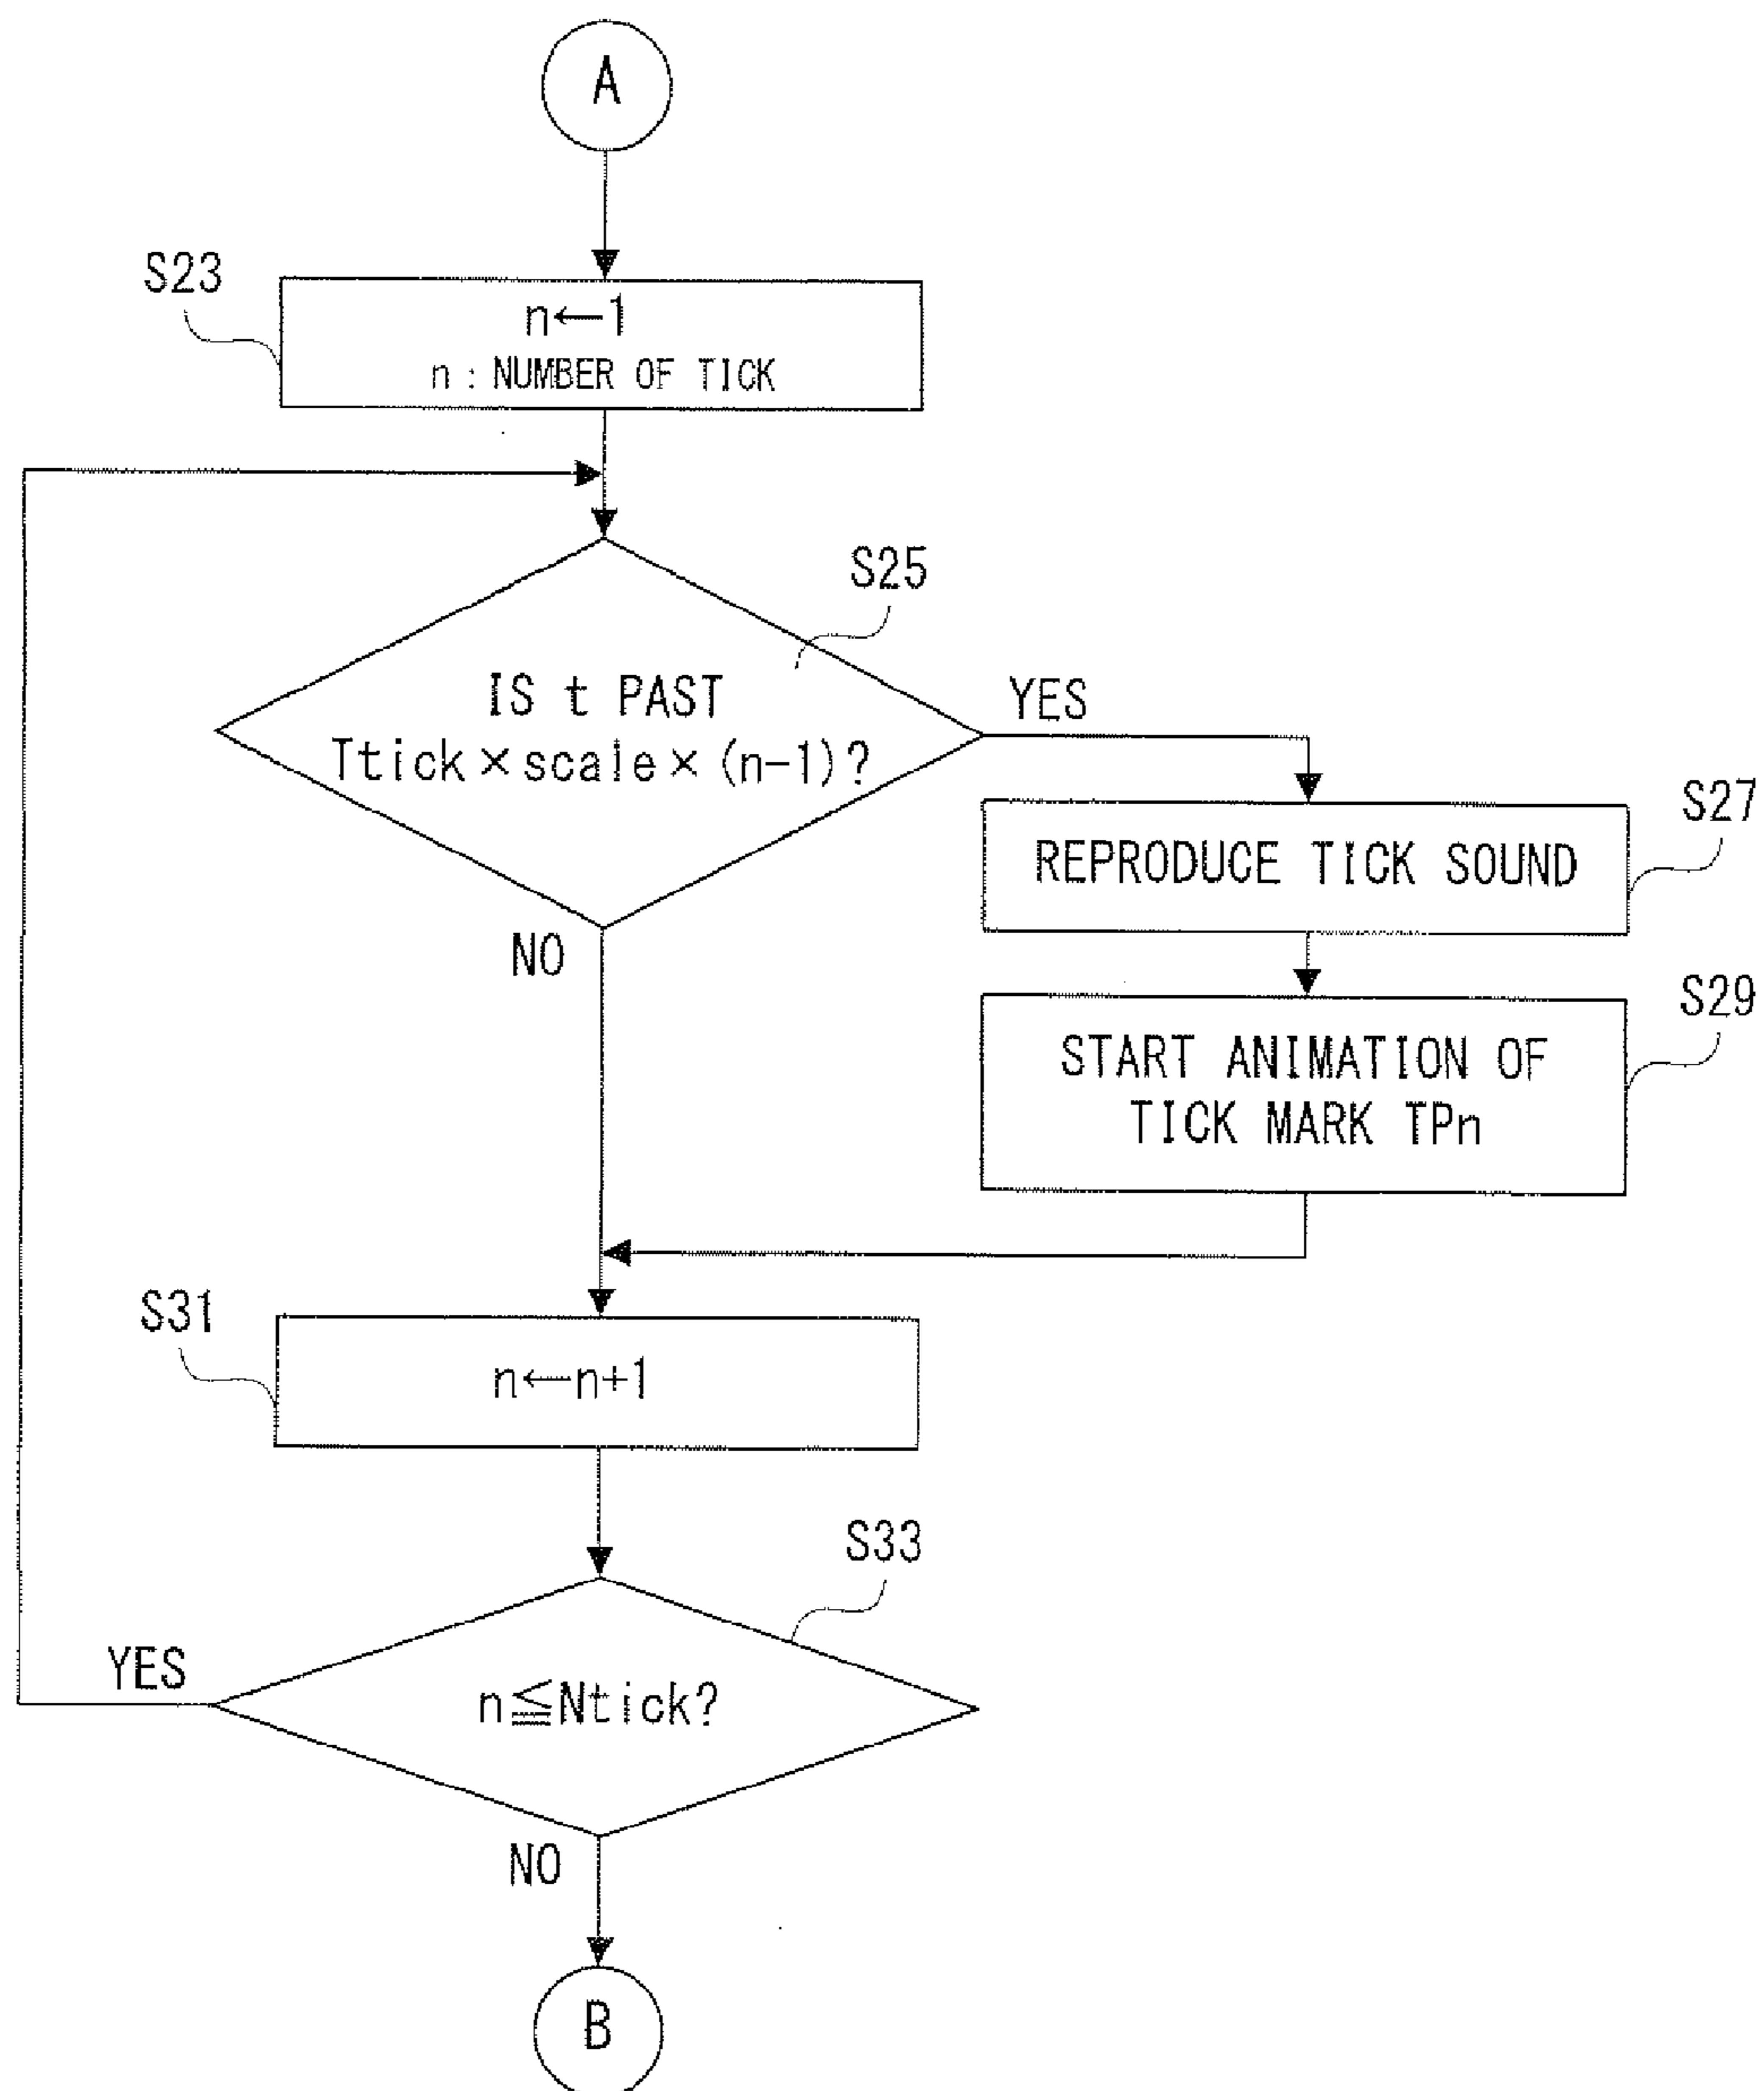 A
S23
n←1
n : NUMBER OF TICK
S25
IS t PAST
Ttick×scale×(n-1)?
YES
NO
S27
REPRODUCE TICK SOUND
S29
START ANIMATION OF
TICK MARK TPn
S31
n←n+1
S33
n≦Ntick?
YES
NO
B